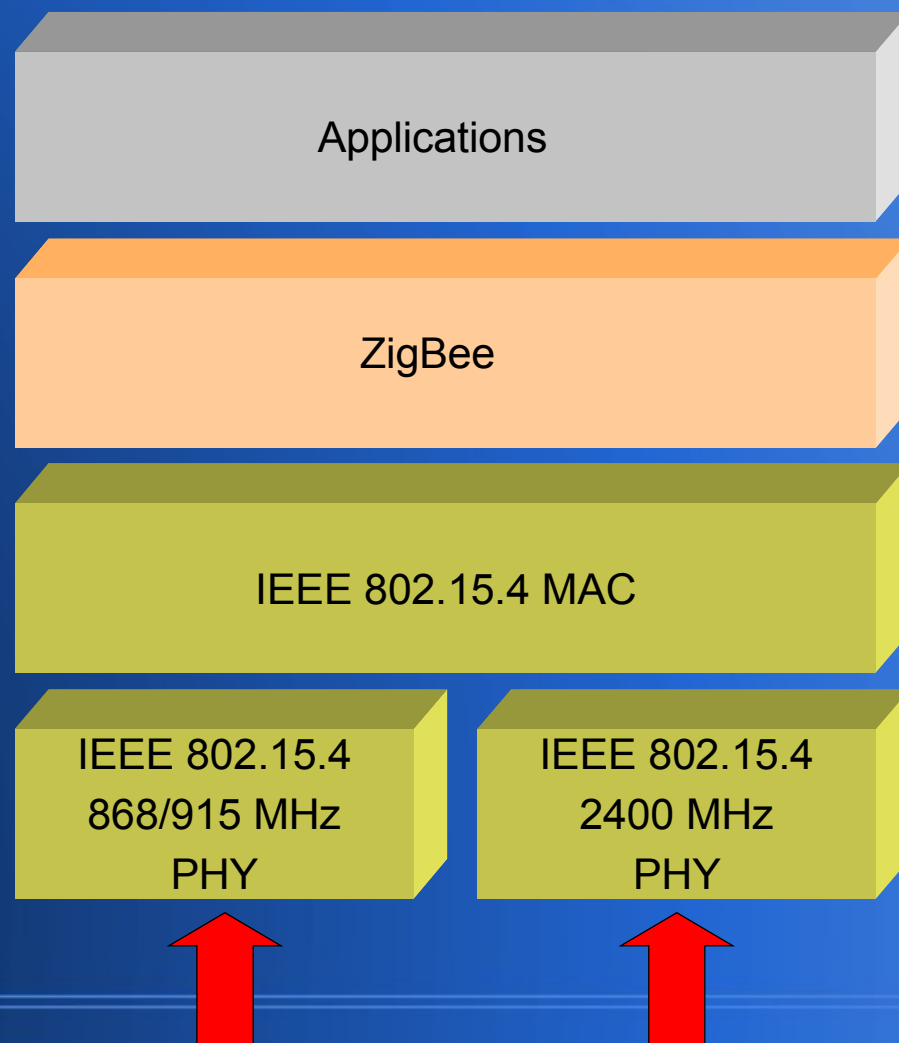 Applications
ZigBee
IEEE 802.15.4 MAC
IEEE 802.15.4
868/915 MHz
PHY
IEEE 802.15.4
2400 MHz
PHY